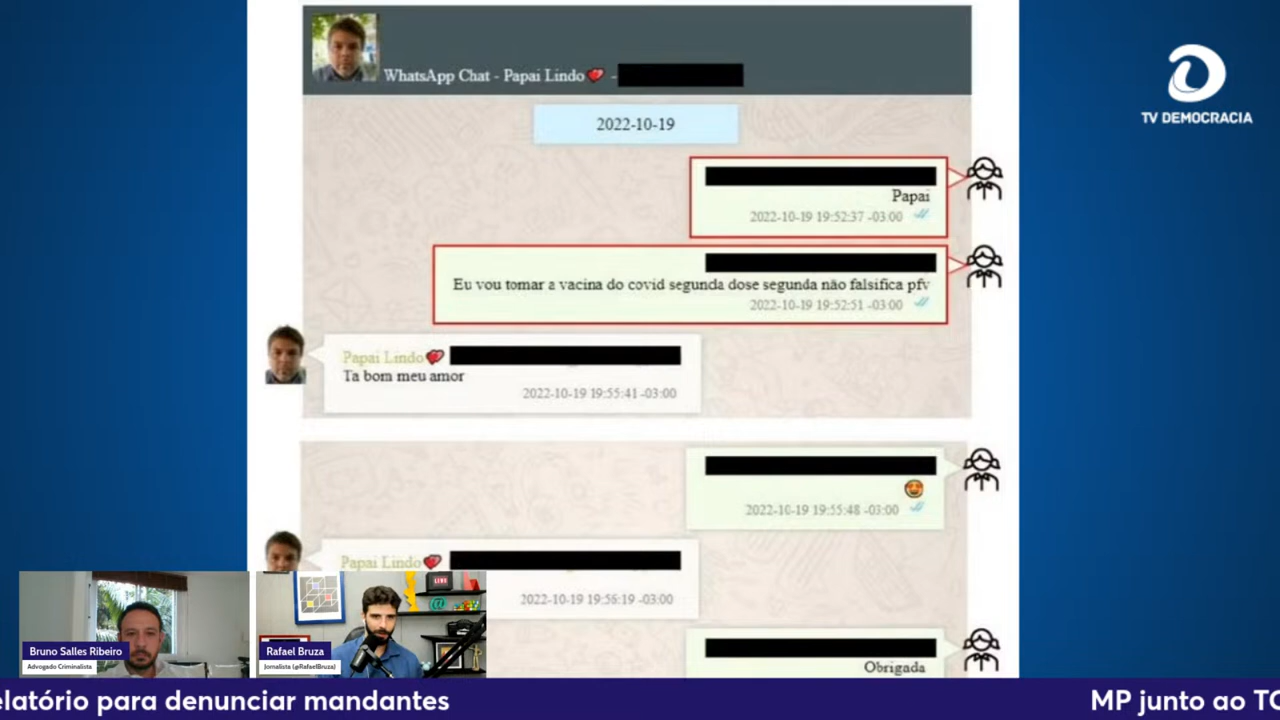 WhatsApp Chat - Papai Lindo💕 -
TV DEMOCRACIA
2022-10-19
Papai
2022-10-19 19:52:37 -03:00
Eu vou tomar a vacina do covid segunda dose segunda não falsifica pfv
2022-10-19 19:52:51 -03:00
Papai Lindo💕
Ta bom meu amor
2022-10-19 19:55:41 -03:00
🤩
2022-10-19 19:55:48 -03:00
Papai Lindo💕
2022-10-19 19:56:19 -03:00
Obrigada
LIVE
@
Bruno Salles Ribeiro
Advogado Criminalista
Rafael Bruza
Jornalista (@RafaelBruza)
elatório para denunciar mandantes
MP junto ao TC